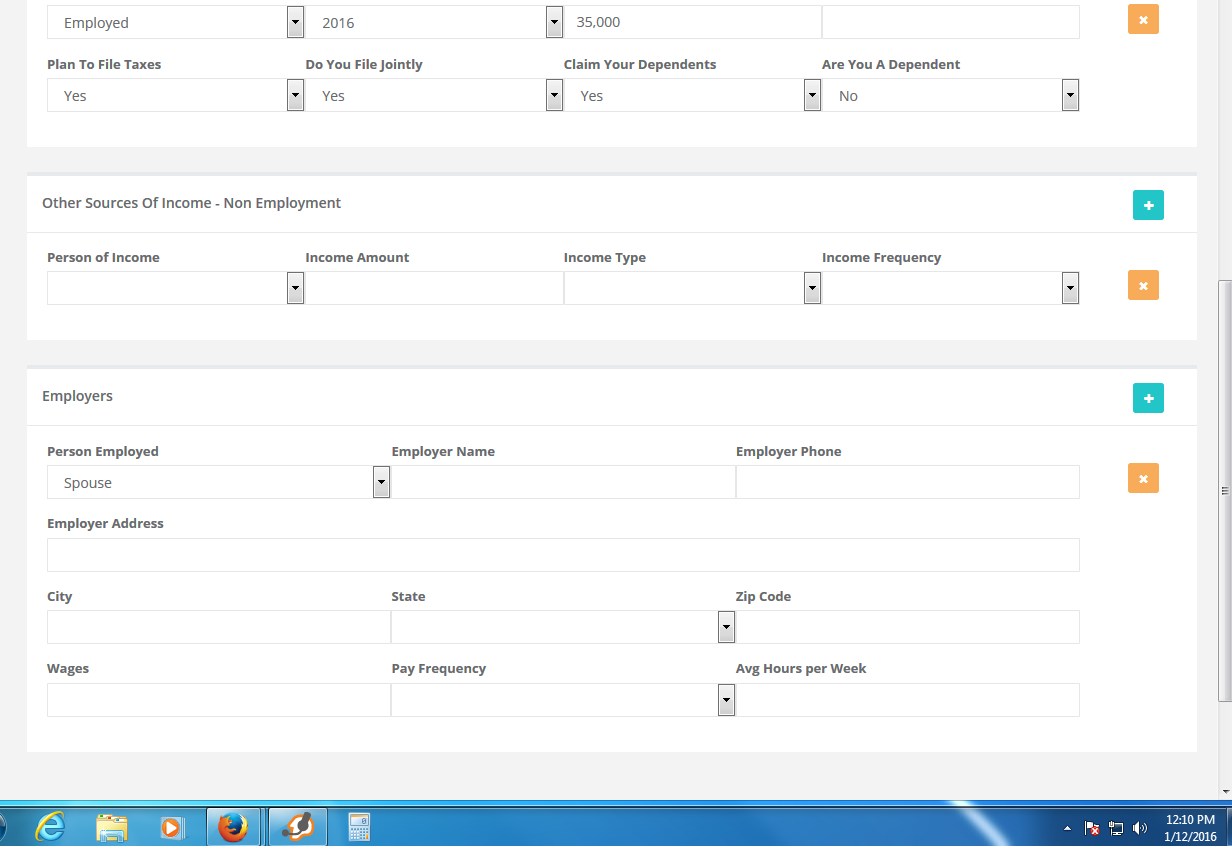 Employed 2016 35,000
Plan To File Taxes Do You File Jointly Claim Your Dependents Are You A Dependent
Yes Yes Yes No
Other Sources Of Income - Non Employment
Person of Income Income Amount Income Type Income Frequency
Employers
Person Employed Employer Name Employer Phone
Spouse
Employer Address
City State Zip Code
Wages Pay Frequency Avg Hours per Week
12:10 PM
1/12/2016